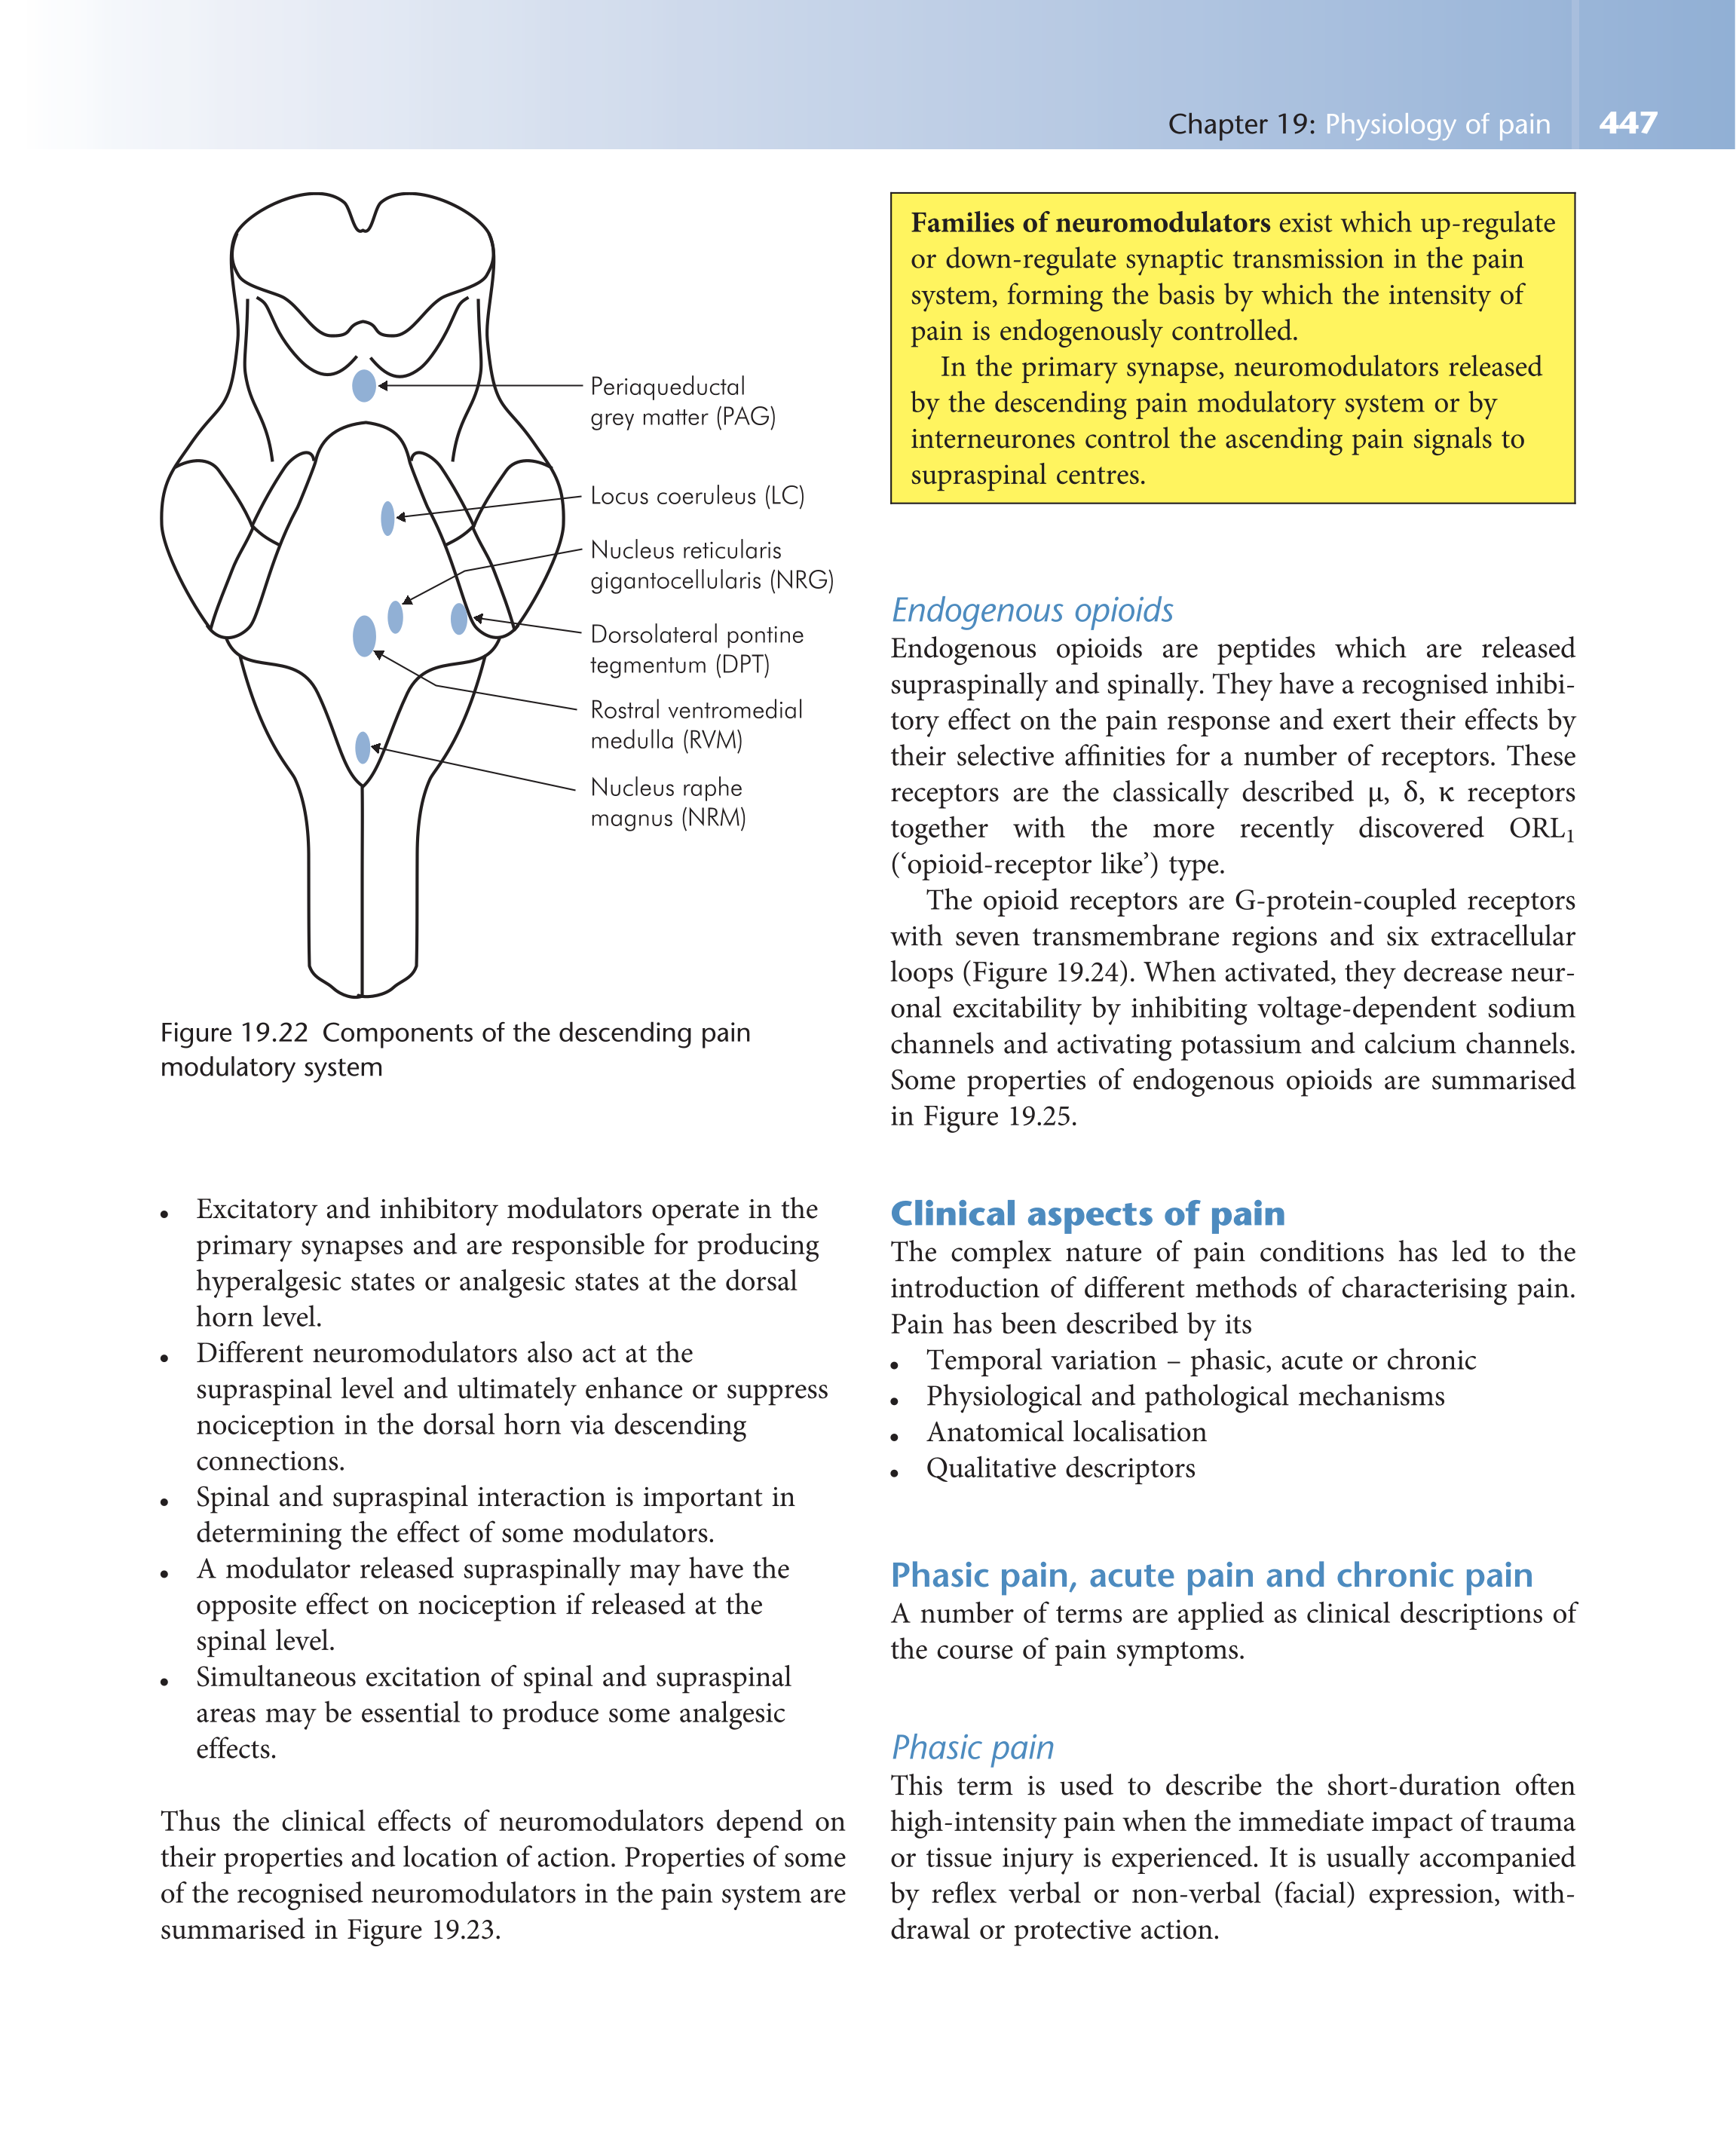 Chapter 19: Physiology of pain 447
Periaqueductal
grey matter (PAG)
Locus coeruleus (LC)
Nucleus reticularis
gigantocellularis (NRG)
Dorsolateral pontine
tegmentum (DPT)
Rostral ventromedial
medulla (RVM)
Nucleus raphe
magnus (NRM)
Figure 19.22 Components of the descending pain
modulatory system
• Excitatory and inhibitory modulators operate in the
primary synapses and are responsible for producing
hyperalgesic states or analgesic states at the dorsal
horn level.
• Different neuromodulators also act at the
supraspinal level and ultimately enhance or suppress
nociception in the dorsal horn via descending
connections.
• Spinal and supraspinal interaction is important in
determining the effect of some modulators.
• A modulator released supraspinally may have the
opposite effect on nociception if released at the
spinal level.
• Simultaneous excitation of spinal and supraspinal
areas may be essential to produce some analgesic
effects.
Thus the clinical effects of neuromodulators depend on
their properties and location of action. Properties of some
of the recognised neuromodulators in the pain system are
summarised in Figure 19.23.
Families of neuromodulators exist which up-regulate
or down-regulate synaptic transmission in the pain
system, forming the basis by which the intensity of
pain is endogenously controlled.
In the primary synapse, neuromodulators released
by the descending pain modulatory system or by
interneurones control the ascending pain signals to
supraspinal centres.
Endogenous opioids
Endogenous opioids are peptides which are released
supraspinally and spinally. They have a recognised inhibi-
tory effect on the pain response and exert their effects by
their selective affinities for a number of receptors. These
receptors are the classically described μ, δ, κ receptors
together with the more recently discovered ORL₁
(‘opioid-receptor like’) type.
The opioid receptors are G-protein-coupled receptors
with seven transmembrane regions and six extracellular
loops (Figure 19.24). When activated, they decrease neur-
onal excitability by inhibiting voltage-dependent sodium
channels and activating potassium and calcium channels.
Some properties of endogenous opioids are summarised
in Figure 19.25.
Clinical aspects of pain
The complex nature of pain conditions has led to the
introduction of different methods of characterising pain.
Pain has been described by its
• Temporal variation – phasic, acute or chronic
• Physiological and pathological mechanisms
• Anatomical localisation
• Qualitative descriptors
Phasic pain, acute pain and chronic pain
A number of terms are applied as clinical descriptions of
the course of pain symptoms.
Phasic pain
This term is used to describe the short-duration often
high-intensity pain when the immediate impact of trauma
or tissue injury is experienced. It is usually accompanied
by reflex verbal or non-verbal (facial) expression, with-
drawal or protective action.